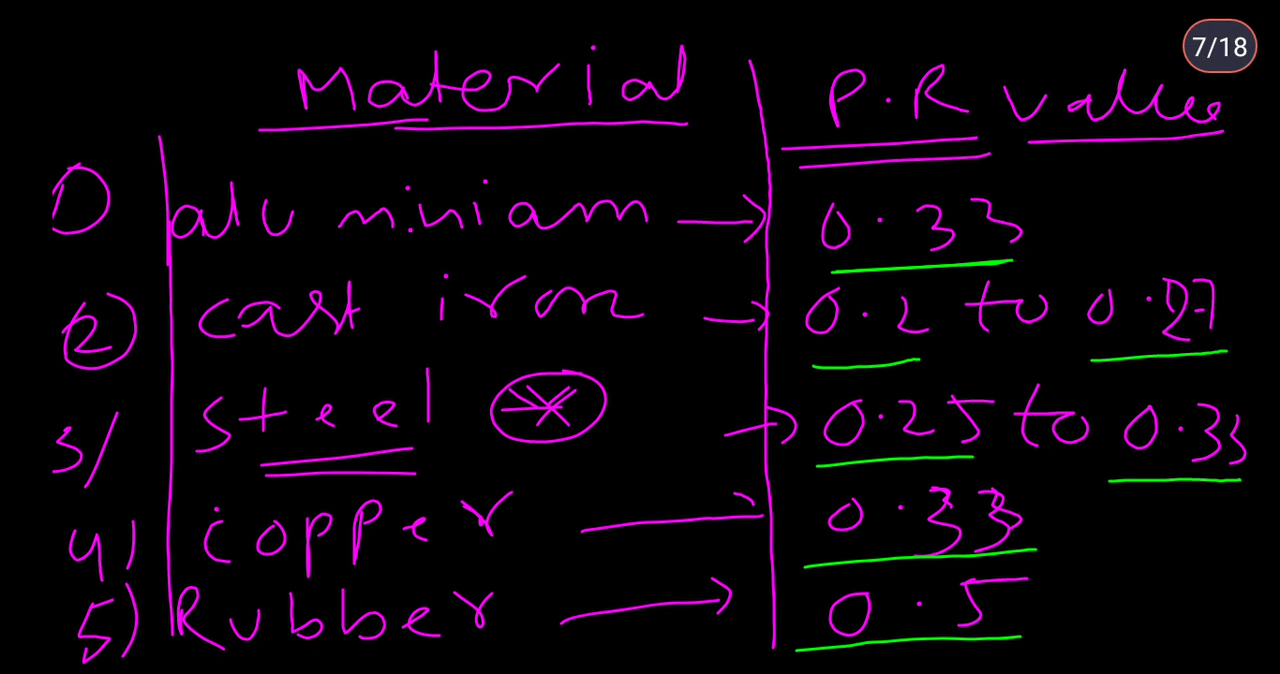 7/18
Material P.R value
1) aluminiam → 0.33
2) cast iron → 0.2 to 0.27
3) steel → 0.25 to 0.33
4) copper → 0.33
5) Rubber → 0.5